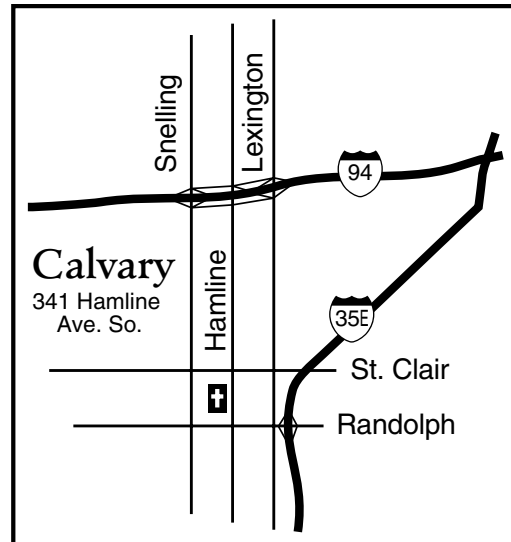 Snelling
Lexington
94
Calvary
341 Hamline
Ave. So.
Hamline
35E
St. Clair
Randolph